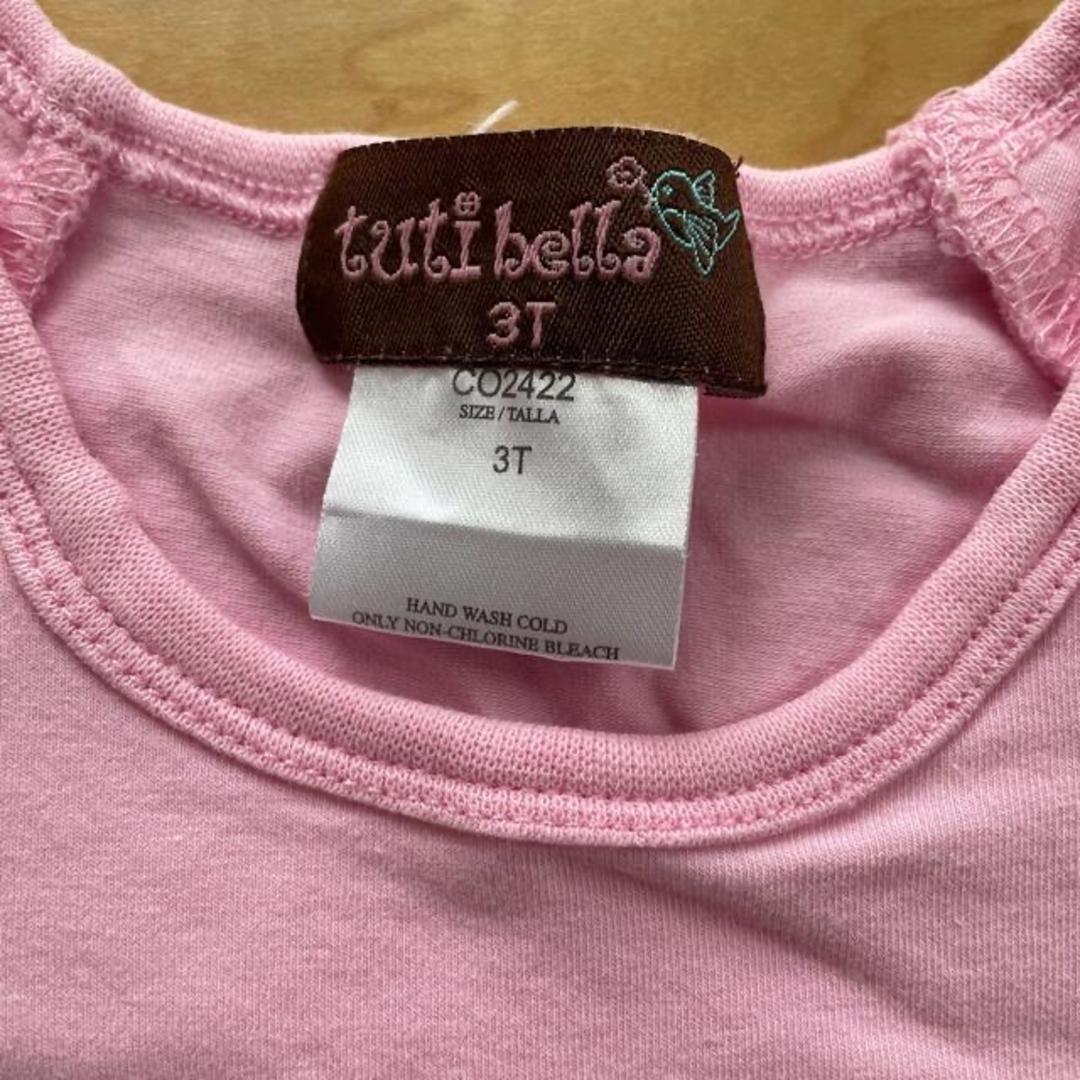 tuti bella
3T
CO2422
SIZE/TALLA
3T
HAND WASH COLD
ONLY NON-CHLORINE BLEACH